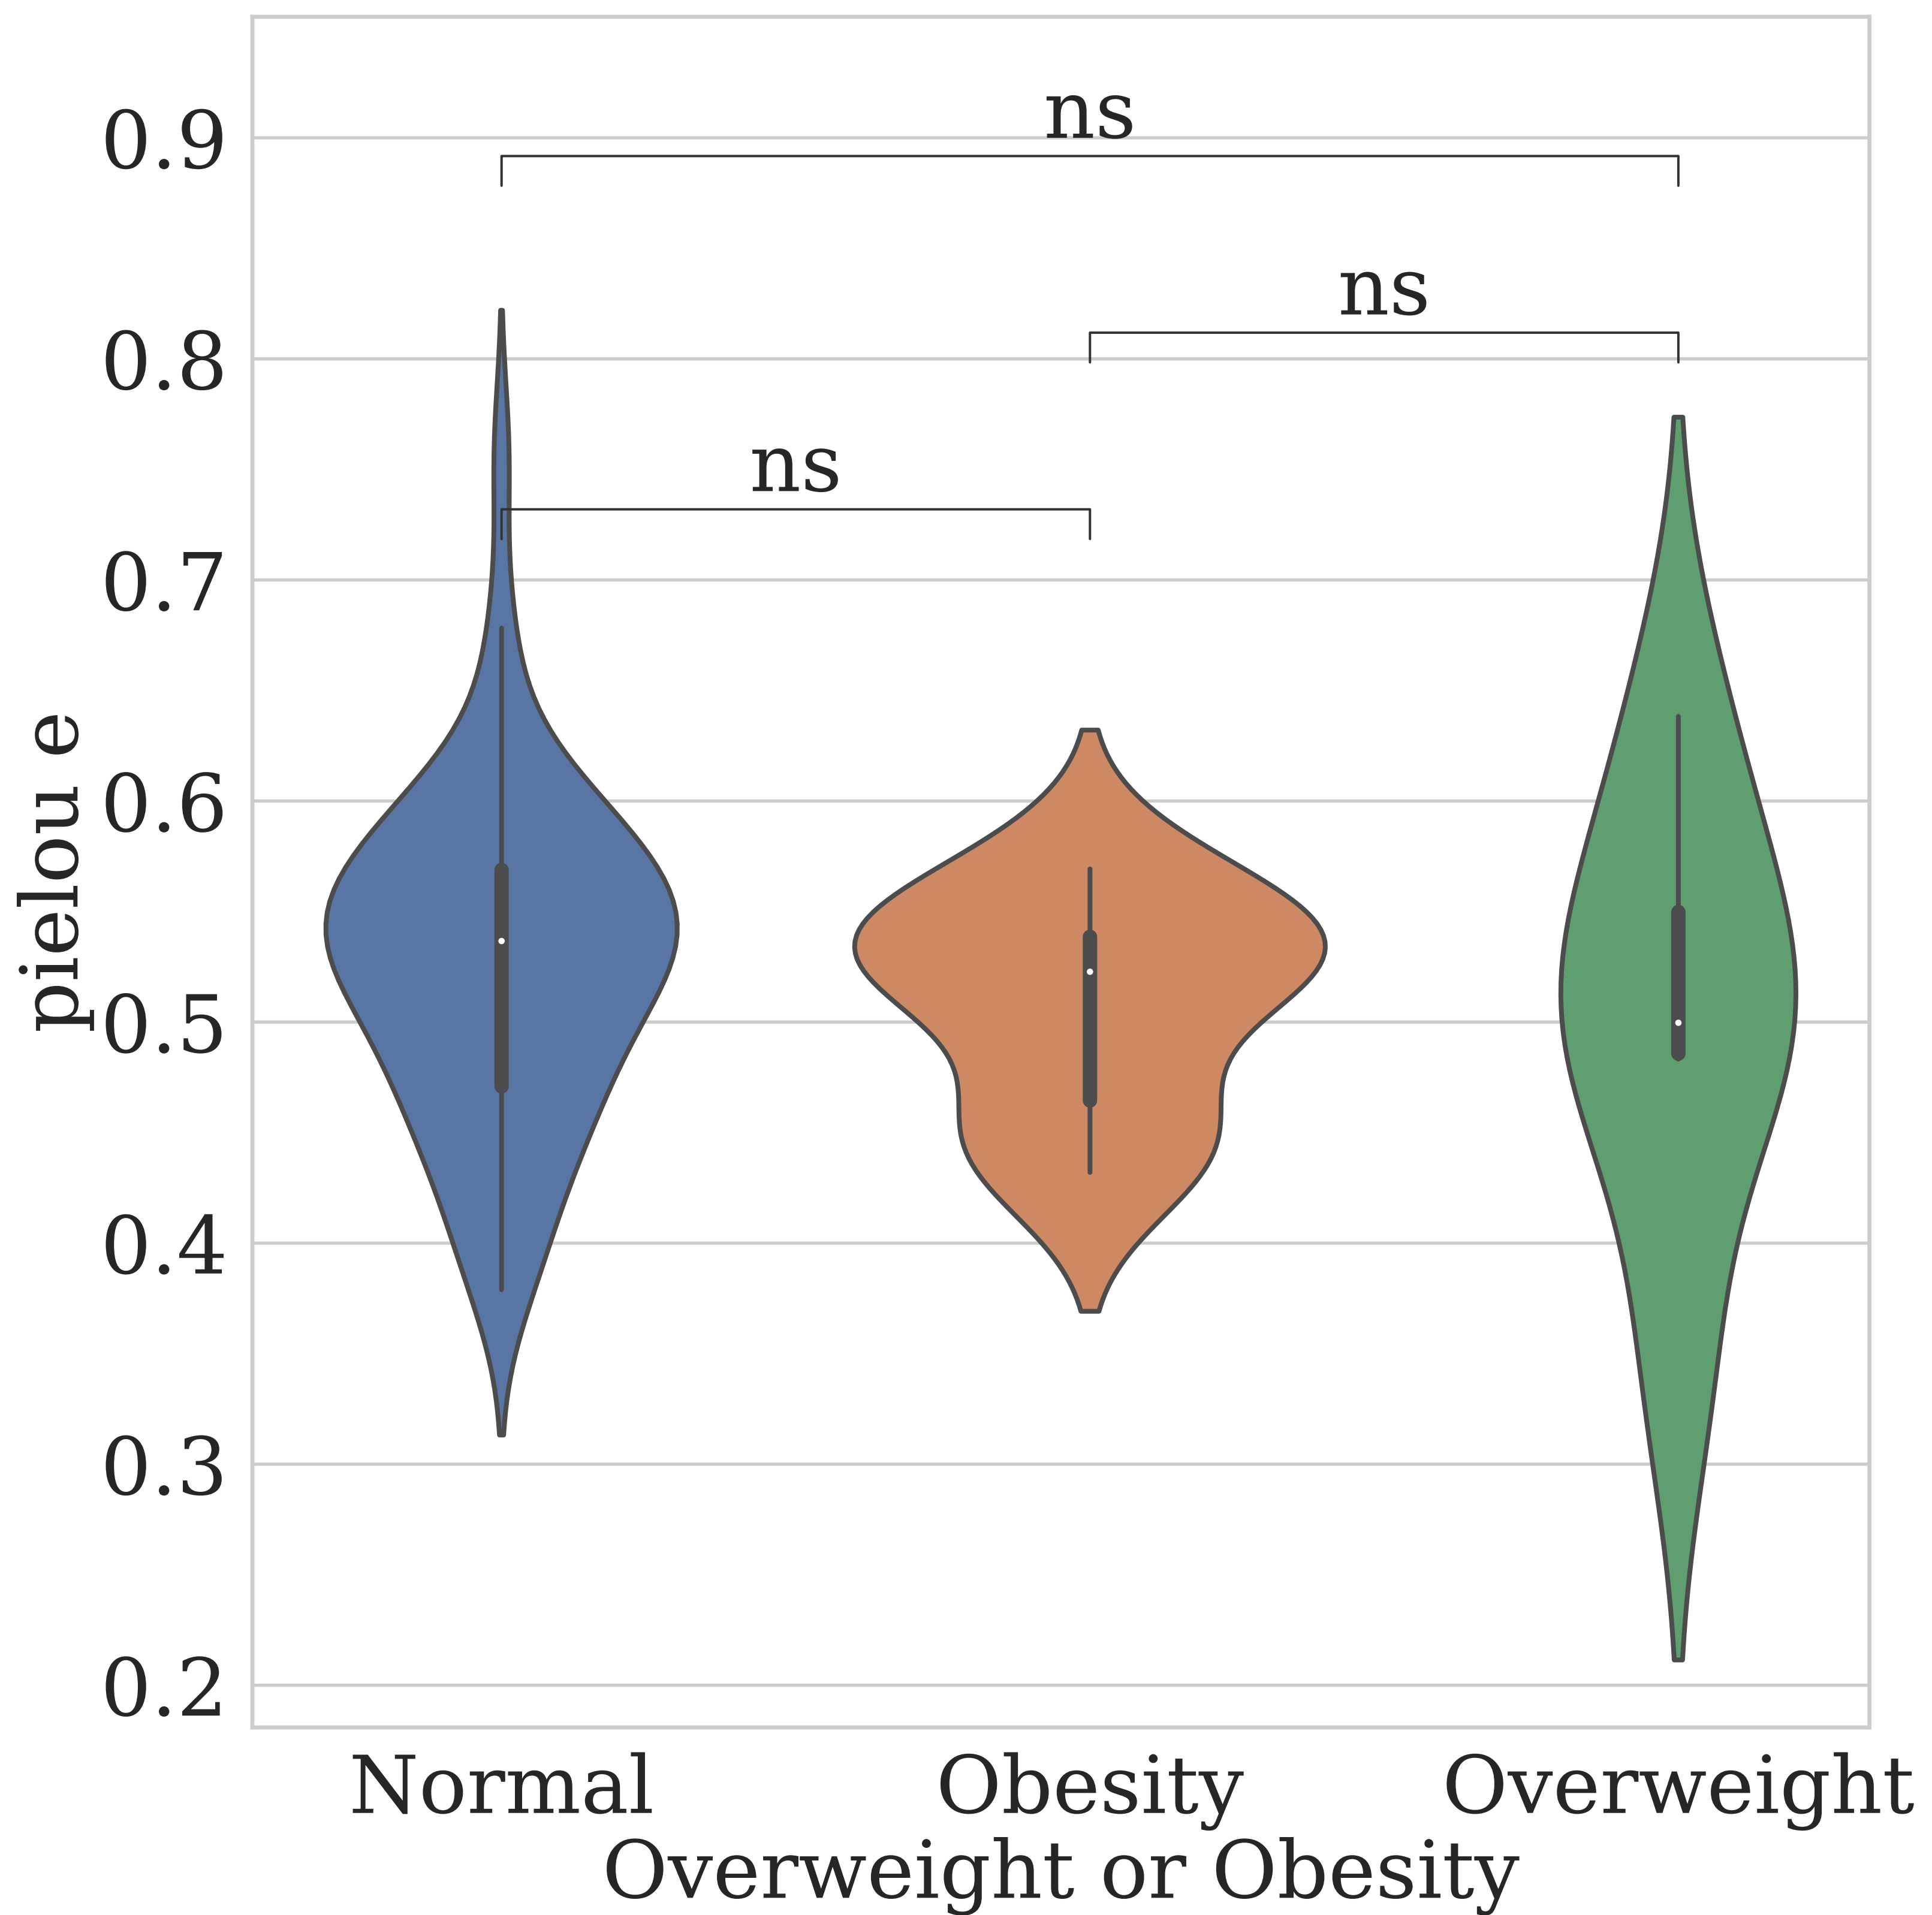 ns
ns
ns
0.9
0.8
0.7
0.6
0.5
0.4
0.3
0.2
pielou e
Normal
Obesity
Overweight
Overweight or Obesity